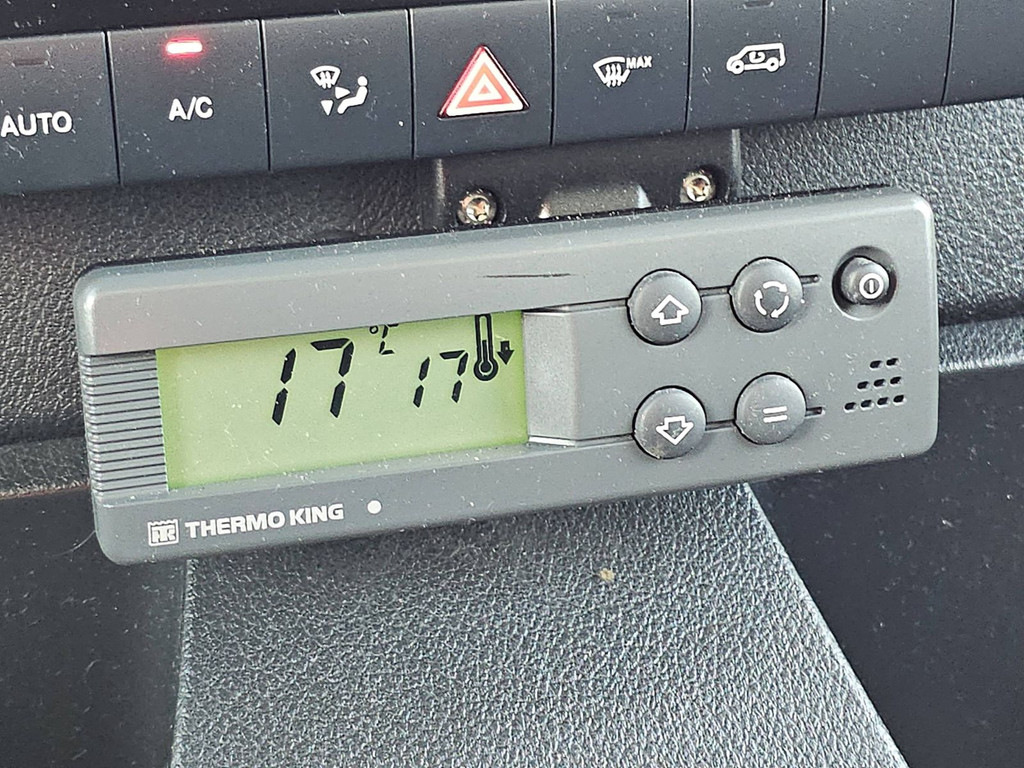 AUTO
A/C
MAX
17 °C 17
THERMO KING